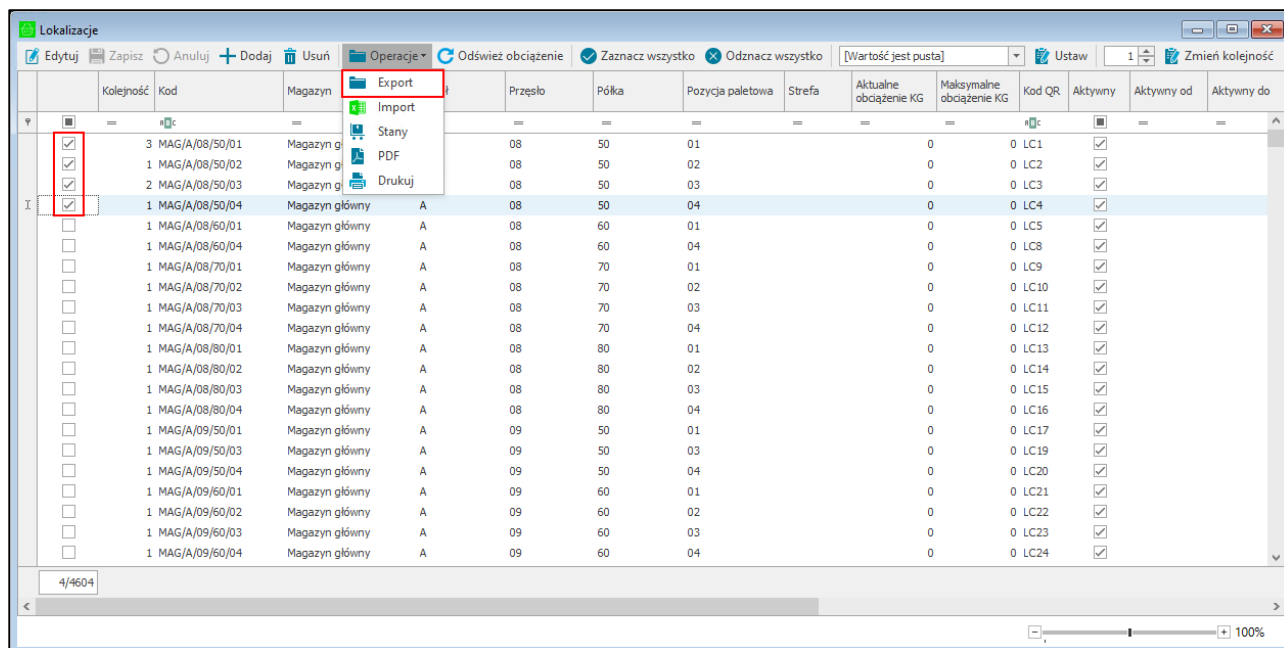 Lokalizacje
Edytuj Zapisz Anuluj Dodaj Usuń Operacje Odśwież obciążenie Zaznacz wszystko Odznacz wszystko [Wartość jest pusta] Ustaw 1 Zmień kolejność
Kolejność Kod Magazyn Przęsło Półka Pozycja paletowa Strefa Aktualne obciążenie KG Maksymalne obciążenie KG Kod QR Aktywny Aktywny od Aktywny do
Export
Import
Stany
PDF
Drukuj
= = = = = = = = = = =
3 MAG/A/08/50/01 Magazyn g 08 50 01 0 0 LC1
1 MAG/A/08/50/02 Magazyn g 08 50 02 0 0 LC2
2 MAG/A/08/50/03 Magazyn g 08 50 03 0 0 LC3
1 MAG/A/08/50/04 Magazyn główny A 08 50 04 0 0 LC4
1 MAG/A/08/60/01 Magazyn główny A 08 60 01 0 0 LC5
1 MAG/A/08/60/04 Magazyn główny A 08 60 04 0 0 LC8
1 MAG/A/08/70/01 Magazyn główny A 08 70 01 0 0 LC9
1 MAG/A/08/70/02 Magazyn główny A 08 70 02 0 0 LC10
1 MAG/A/08/70/03 Magazyn główny A 08 70 03 0 0 LC11
1 MAG/A/08/70/04 Magazyn główny A 08 70 04 0 0 LC12
1 MAG/A/08/80/01 Magazyn główny A 08 80 01 0 0 LC13
1 MAG/A/08/80/02 Magazyn główny A 08 80 02 0 0 LC14
1 MAG/A/08/80/03 Magazyn główny A 08 80 03 0 0 LC15
1 MAG/A/08/80/04 Magazyn główny A 08 80 04 0 0 LC16
1 MAG/A/09/50/01 Magazyn główny A 09 50 01 0 0 LC17
1 MAG/A/09/50/03 Magazyn główny A 09 50 03 0 0 LC19
1 MAG/A/09/50/04 Magazyn główny A 09 50 04 0 0 LC20
1 MAG/A/09/60/01 Magazyn główny A 09 60 01 0 0 LC21
1 MAG/A/09/60/02 Magazyn główny A 09 60 02 0 0 LC22
1 MAG/A/09/60/03 Magazyn główny A 09 60 03 0 0 LC23
1 MAG/A/09/60/04 Magazyn główny A 09 60 04 0 0 LC24
4/4604
100%